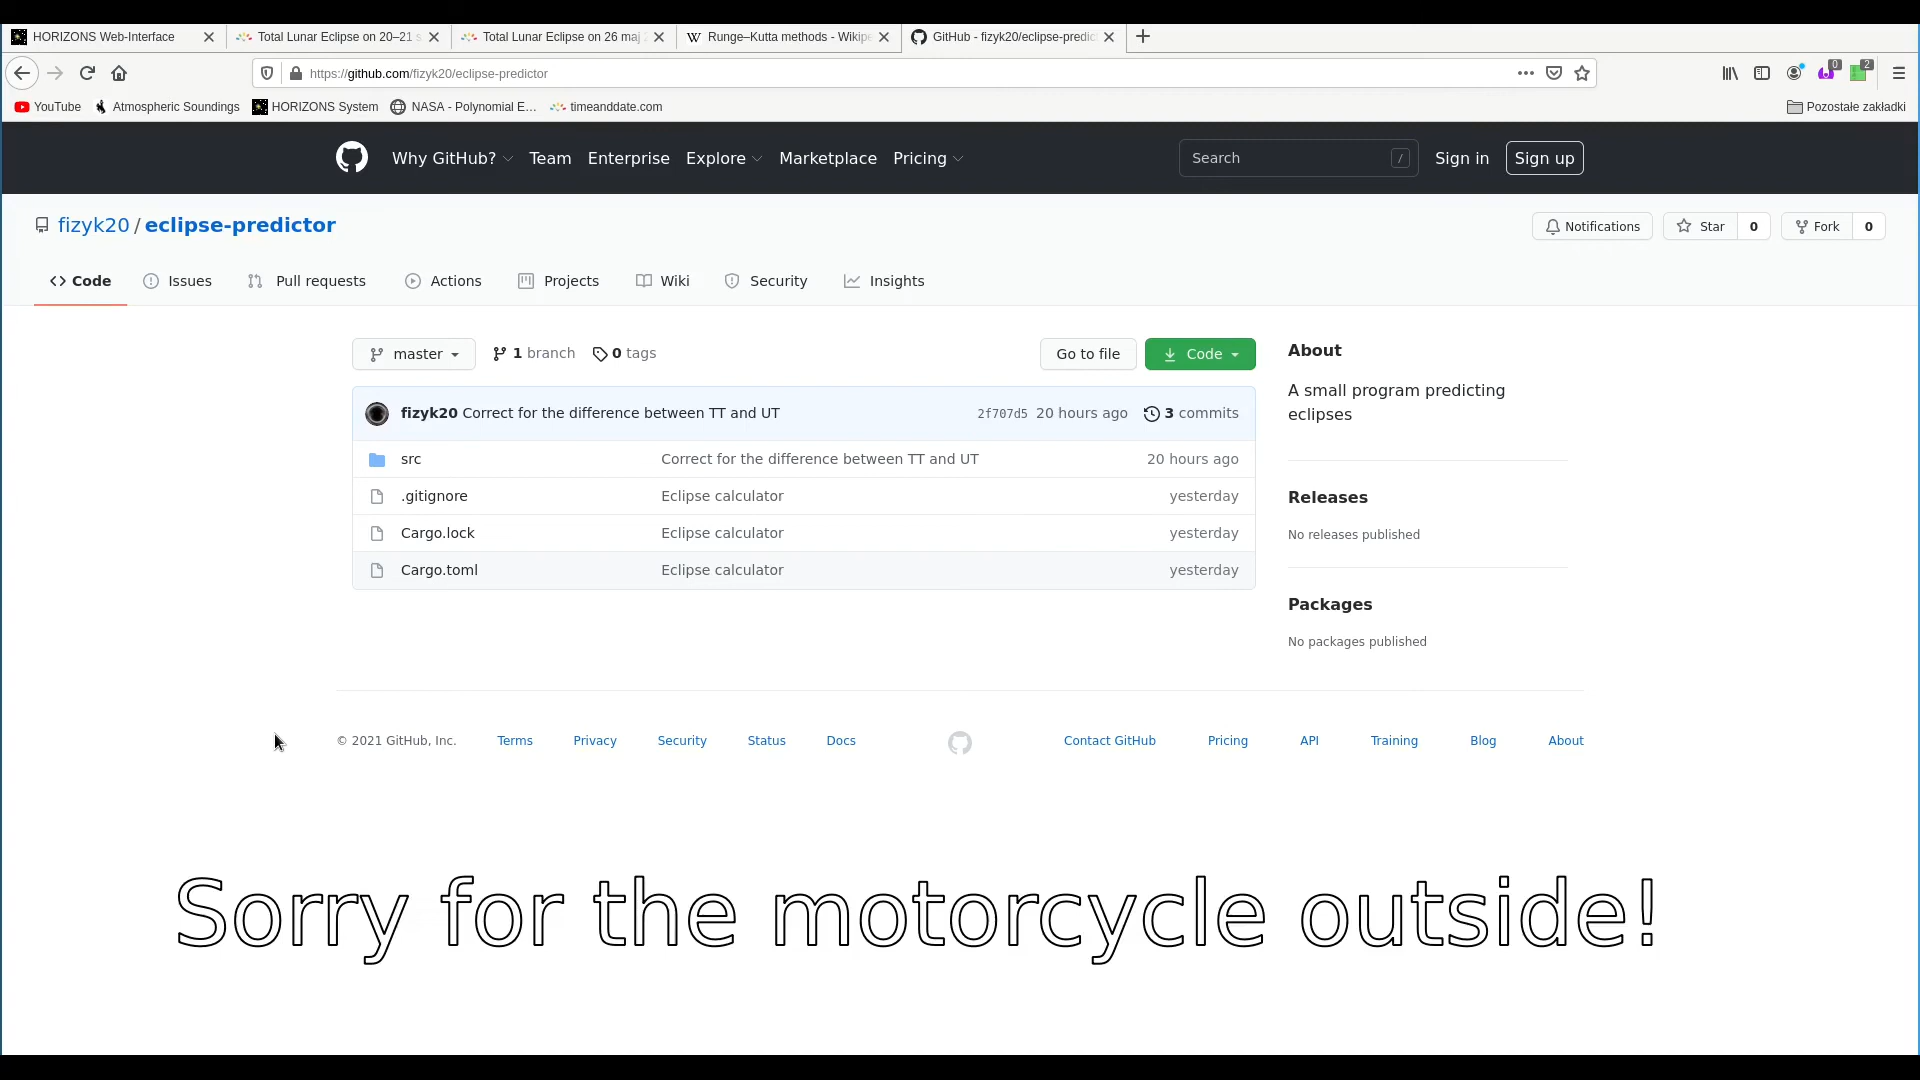 HORIZONS Web-Interface
Total Lunar Eclipse on 20–21 s
Total Lunar Eclipse on 26 maj 2
Runge–Kutta methods - Wikipe
GitHub - fizyk20/eclipse-predic
https://github.com/fizyk20/eclipse-predictor
0
2
YouTube
Atmospheric Soundings
HORIZONS System
NASA - Polynomial E…
timeanddate.com
Pozostałe zakładki
Why GitHub?
Team
Enterprise
Explore
Marketplace
Pricing
Search
/
Sign in
Sign up
fizyk20 / eclipse-predictor
Notifications
Star 0
Fork 0
Code
Issues
Pull requests
Actions
Projects
Wiki
Security
Insights
master
1 branch
0 tags
Go to file
Code
fizyk20 Correct for the difference between TT and UT
2f707d5 20 hours ago
3 commits
src
Correct for the difference between TT and UT
20 hours ago
.gitignore
Eclipse calculator
yesterday
Cargo.lock
Eclipse calculator
yesterday
Cargo.toml
Eclipse calculator
yesterday
About
A small program predicting
eclipses
Releases
No releases published
Packages
No packages published
© 2021 GitHub, Inc.
Terms
Privacy
Security
Status
Docs
Contact GitHub
Pricing
API
Training
Blog
About
Sorry for the motorcycle outside!